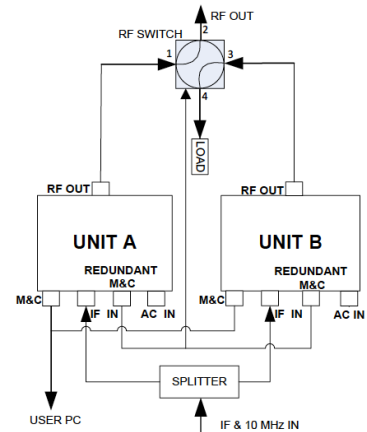 RF OUT
RF SWITCH
2
1
3
4
LOAD
RF OUT
RF OUT
UNIT A
UNIT B
REDUNDANT
M&C
REDUNDANT
M&C
M&C
IF IN
AC IN
M&C
IF IN
AC IN
SPLITTER
USER PC
IF & 10 MHz IN